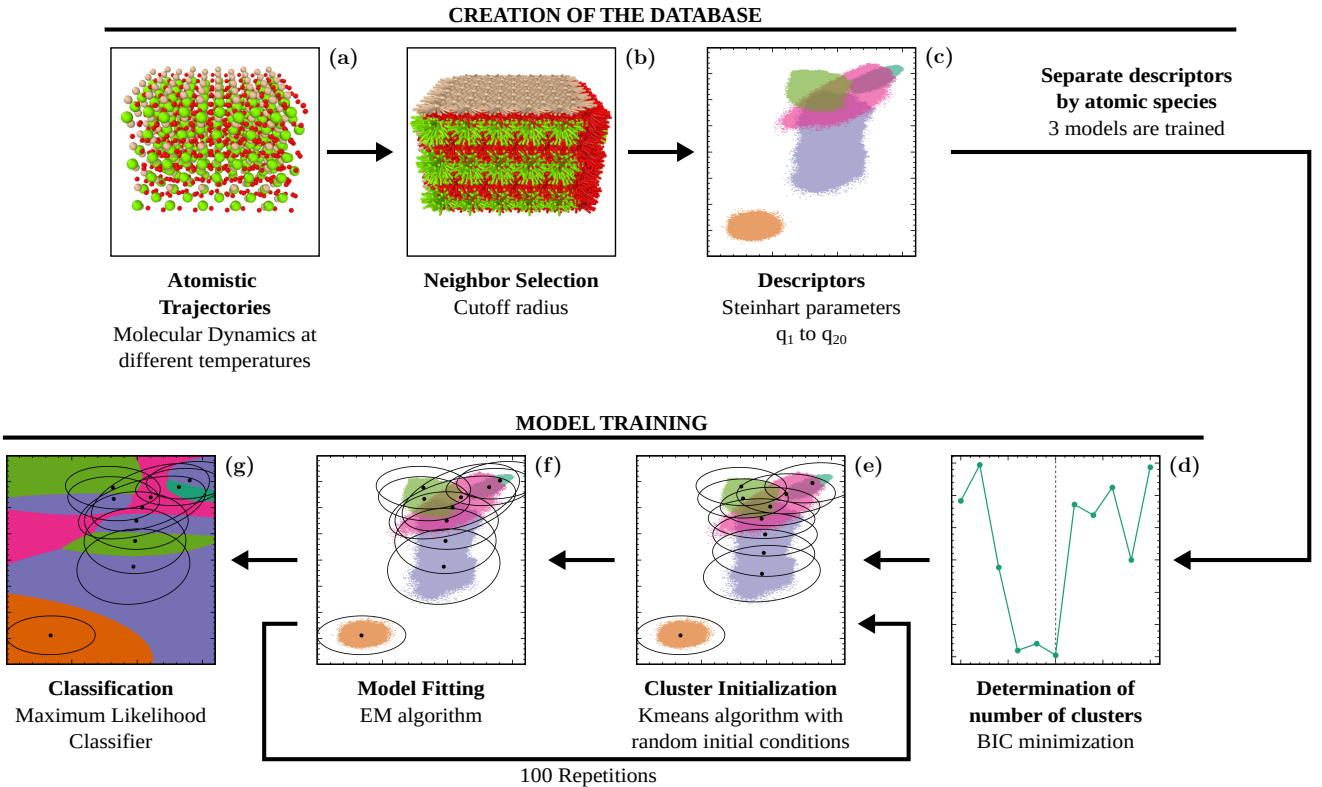 CREATION OF THE DATABASE
(a)
(b)
(c)
Atomistic
Trajectories
Molecular Dynamics at
different temperatures
Neighbor Selection
Cutoff radius
Descriptors
Steinhart parameters
q1 to q20
Separate descriptors
by atomic species
3 models are trained
MODEL TRAINING
(g)
(f)
(e)
(d)
Classification
Maximum Likelihood
Classifier
Model Fitting
EM algorithm
Cluster Initialization
Kmeans algorithm with
random initial conditions
Determination of
number of clusters
BIC minimization
100 Repetitions